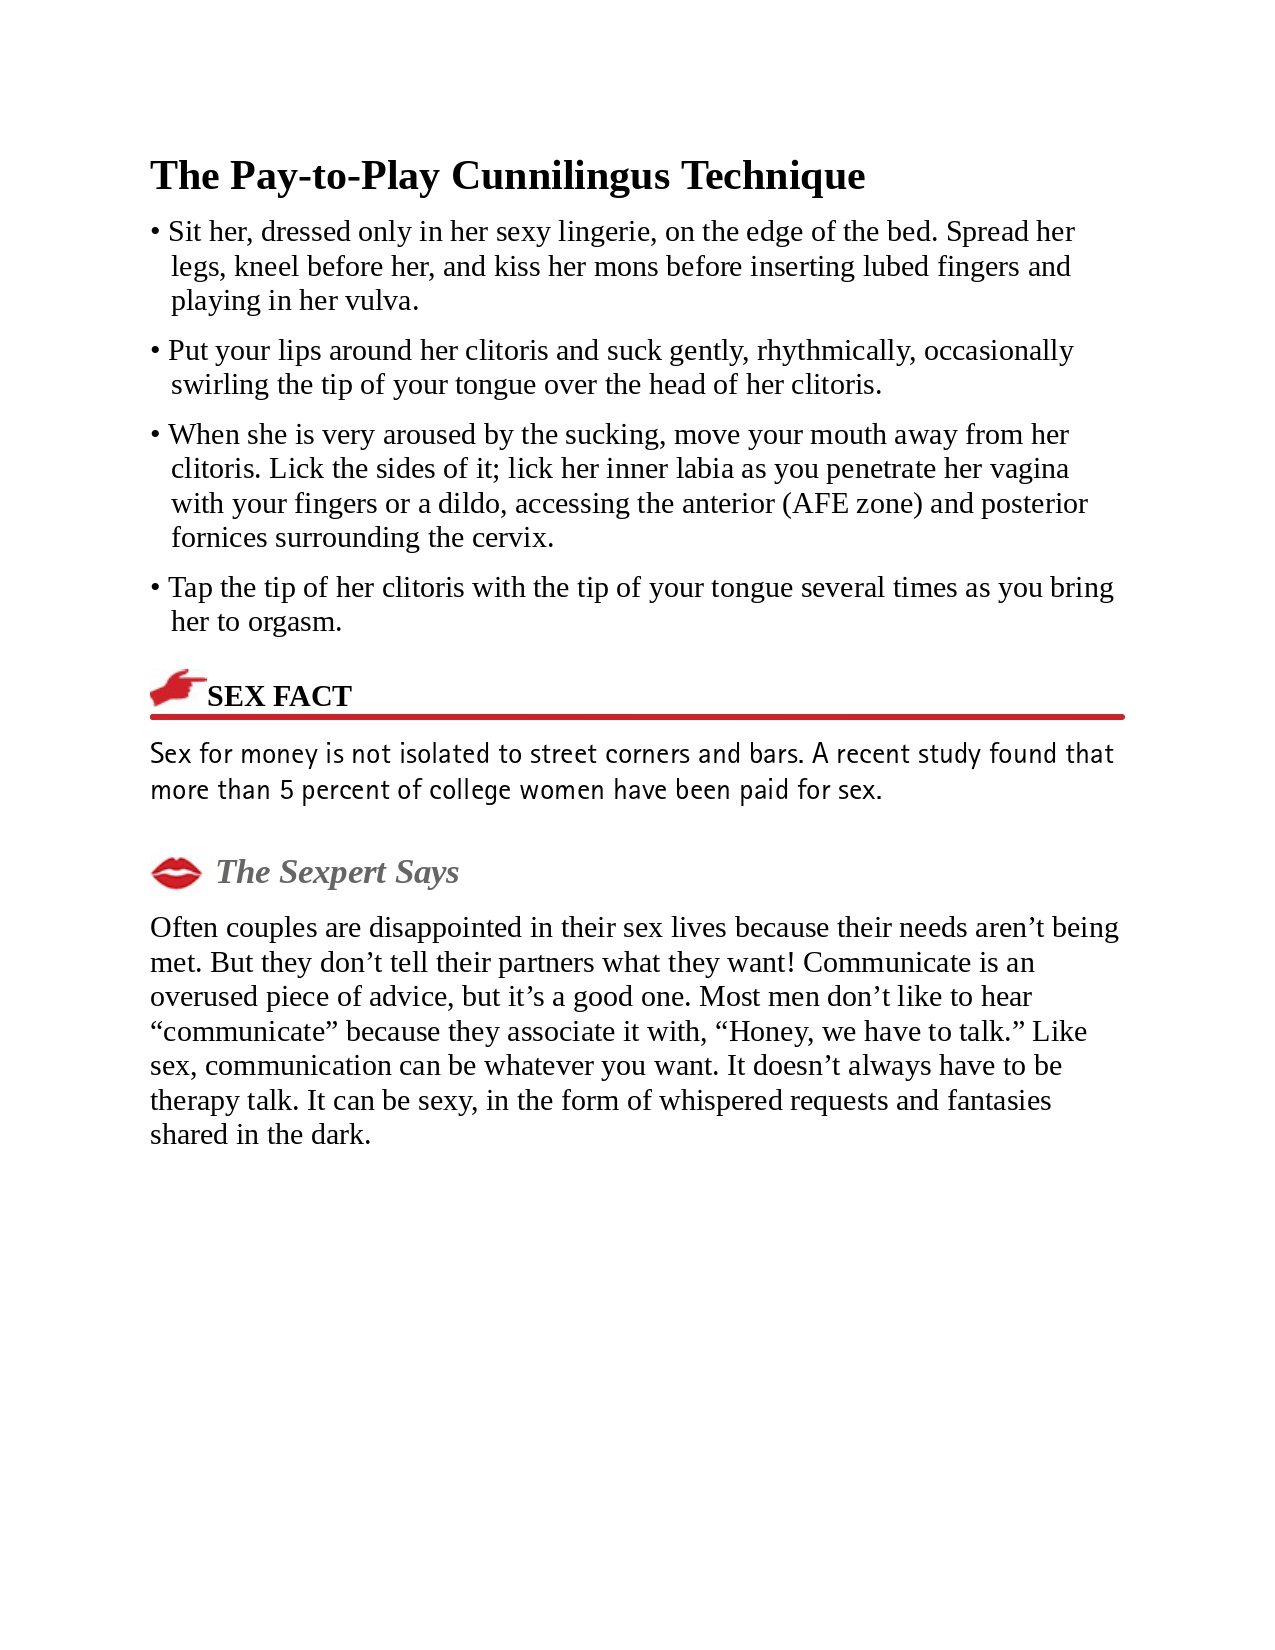 The Pay-to-Play Cunnilingus Technique
• Sit her, dressed only in her sexy lingerie, on the edge of the bed. Spread her
legs, kneel before her, and kiss her mons before inserting lubed fingers and
playing in her vulva.
• Put your lips around her clitoris and suck gently, rhythmically, occasionally
swirling the tip of your tongue over the head of her clitoris.
• When she is very aroused by the sucking, move your mouth away from her
clitoris. Lick the sides of it; lick her inner labia as you penetrate her vagina
with your fingers or a dildo, accessing the anterior (AFE zone) and posterior
fornices surrounding the cervix.
• Tap the tip of her clitoris with the tip of your tongue several times as you bring
her to orgasm.
SEX FACT
Sex for money is not isolated to street corners and bars. A recent study found that
more than 5 percent of college women have been paid for sex.
The Sexpert Says
Often couples are disappointed in their sex lives because their needs aren’t being
met. But they don’t tell their partners what they want! Communicate is an
overused piece of advice, but it’s a good one. Most men don’t like to hear
“communicate” because they associate it with, “Honey, we have to talk.” Like
sex, communication can be whatever you want. It doesn’t always have to be
therapy talk. It can be sexy, in the form of whispered requests and fantasies
shared in the dark.